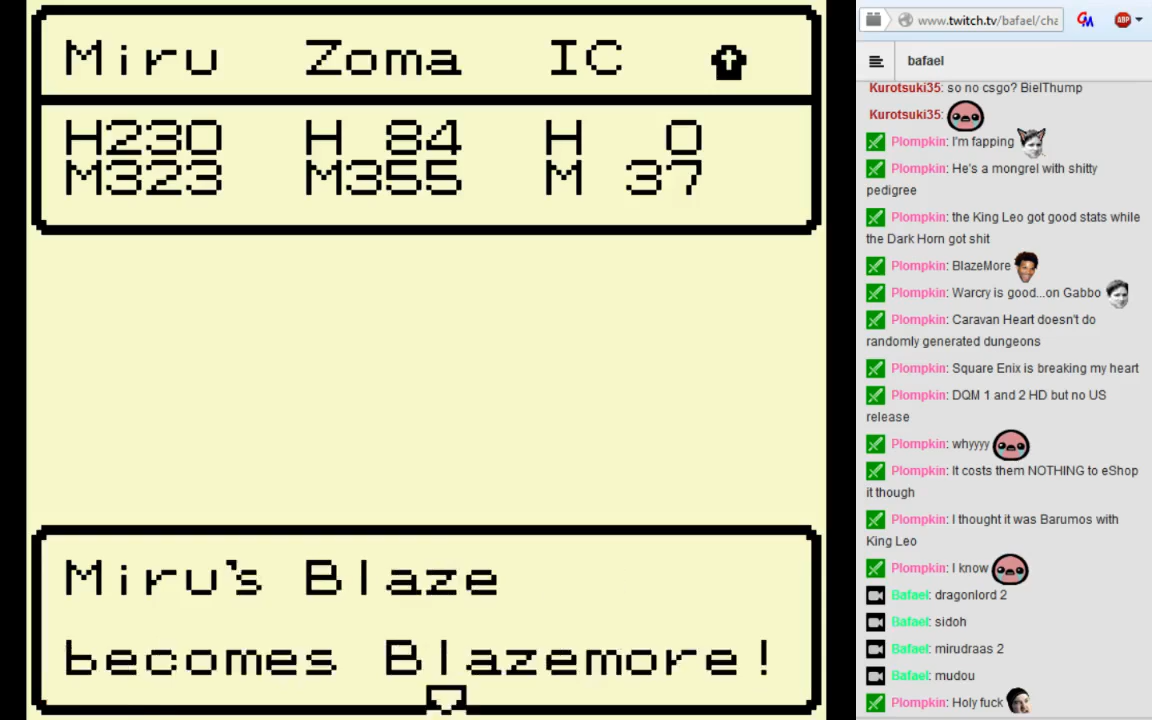 Miru Zoma IC
H230 H 84 H 0
M323 M355 M 37
Miru's Blaze
becomes Blazemore!
www.twitch.tv/bafael/cha
GM
ABP
bafael
Kurotsuki35: so no csgo? BielThump
Kurotsuki35:
Plompkin: I'm fapping
Plompkin: He's a mongrel with shitty
pedigree
Plompkin: the King Leo got good stats while
the Dark Horn got shit
Plompkin: BlazeMore
Plompkin: Warcry is good...on Gabbo
Plompkin: Caravan Heart doesn't do
randomly generated dungeons
Plompkin: Square Enix is breaking my heart
Plompkin: DQM 1 and 2 HD but no US
release
Plompkin: whyyyy
Plompkin: It costs them NOTHING to eShop
it though
Plompkin: I thought it was Barumos with
King Leo
Plompkin: I know
Bafael: dragonlord 2
Bafael: sidoh
Bafael: mirudraas 2
Bafael: mudou
Plompkin: Holy fuck